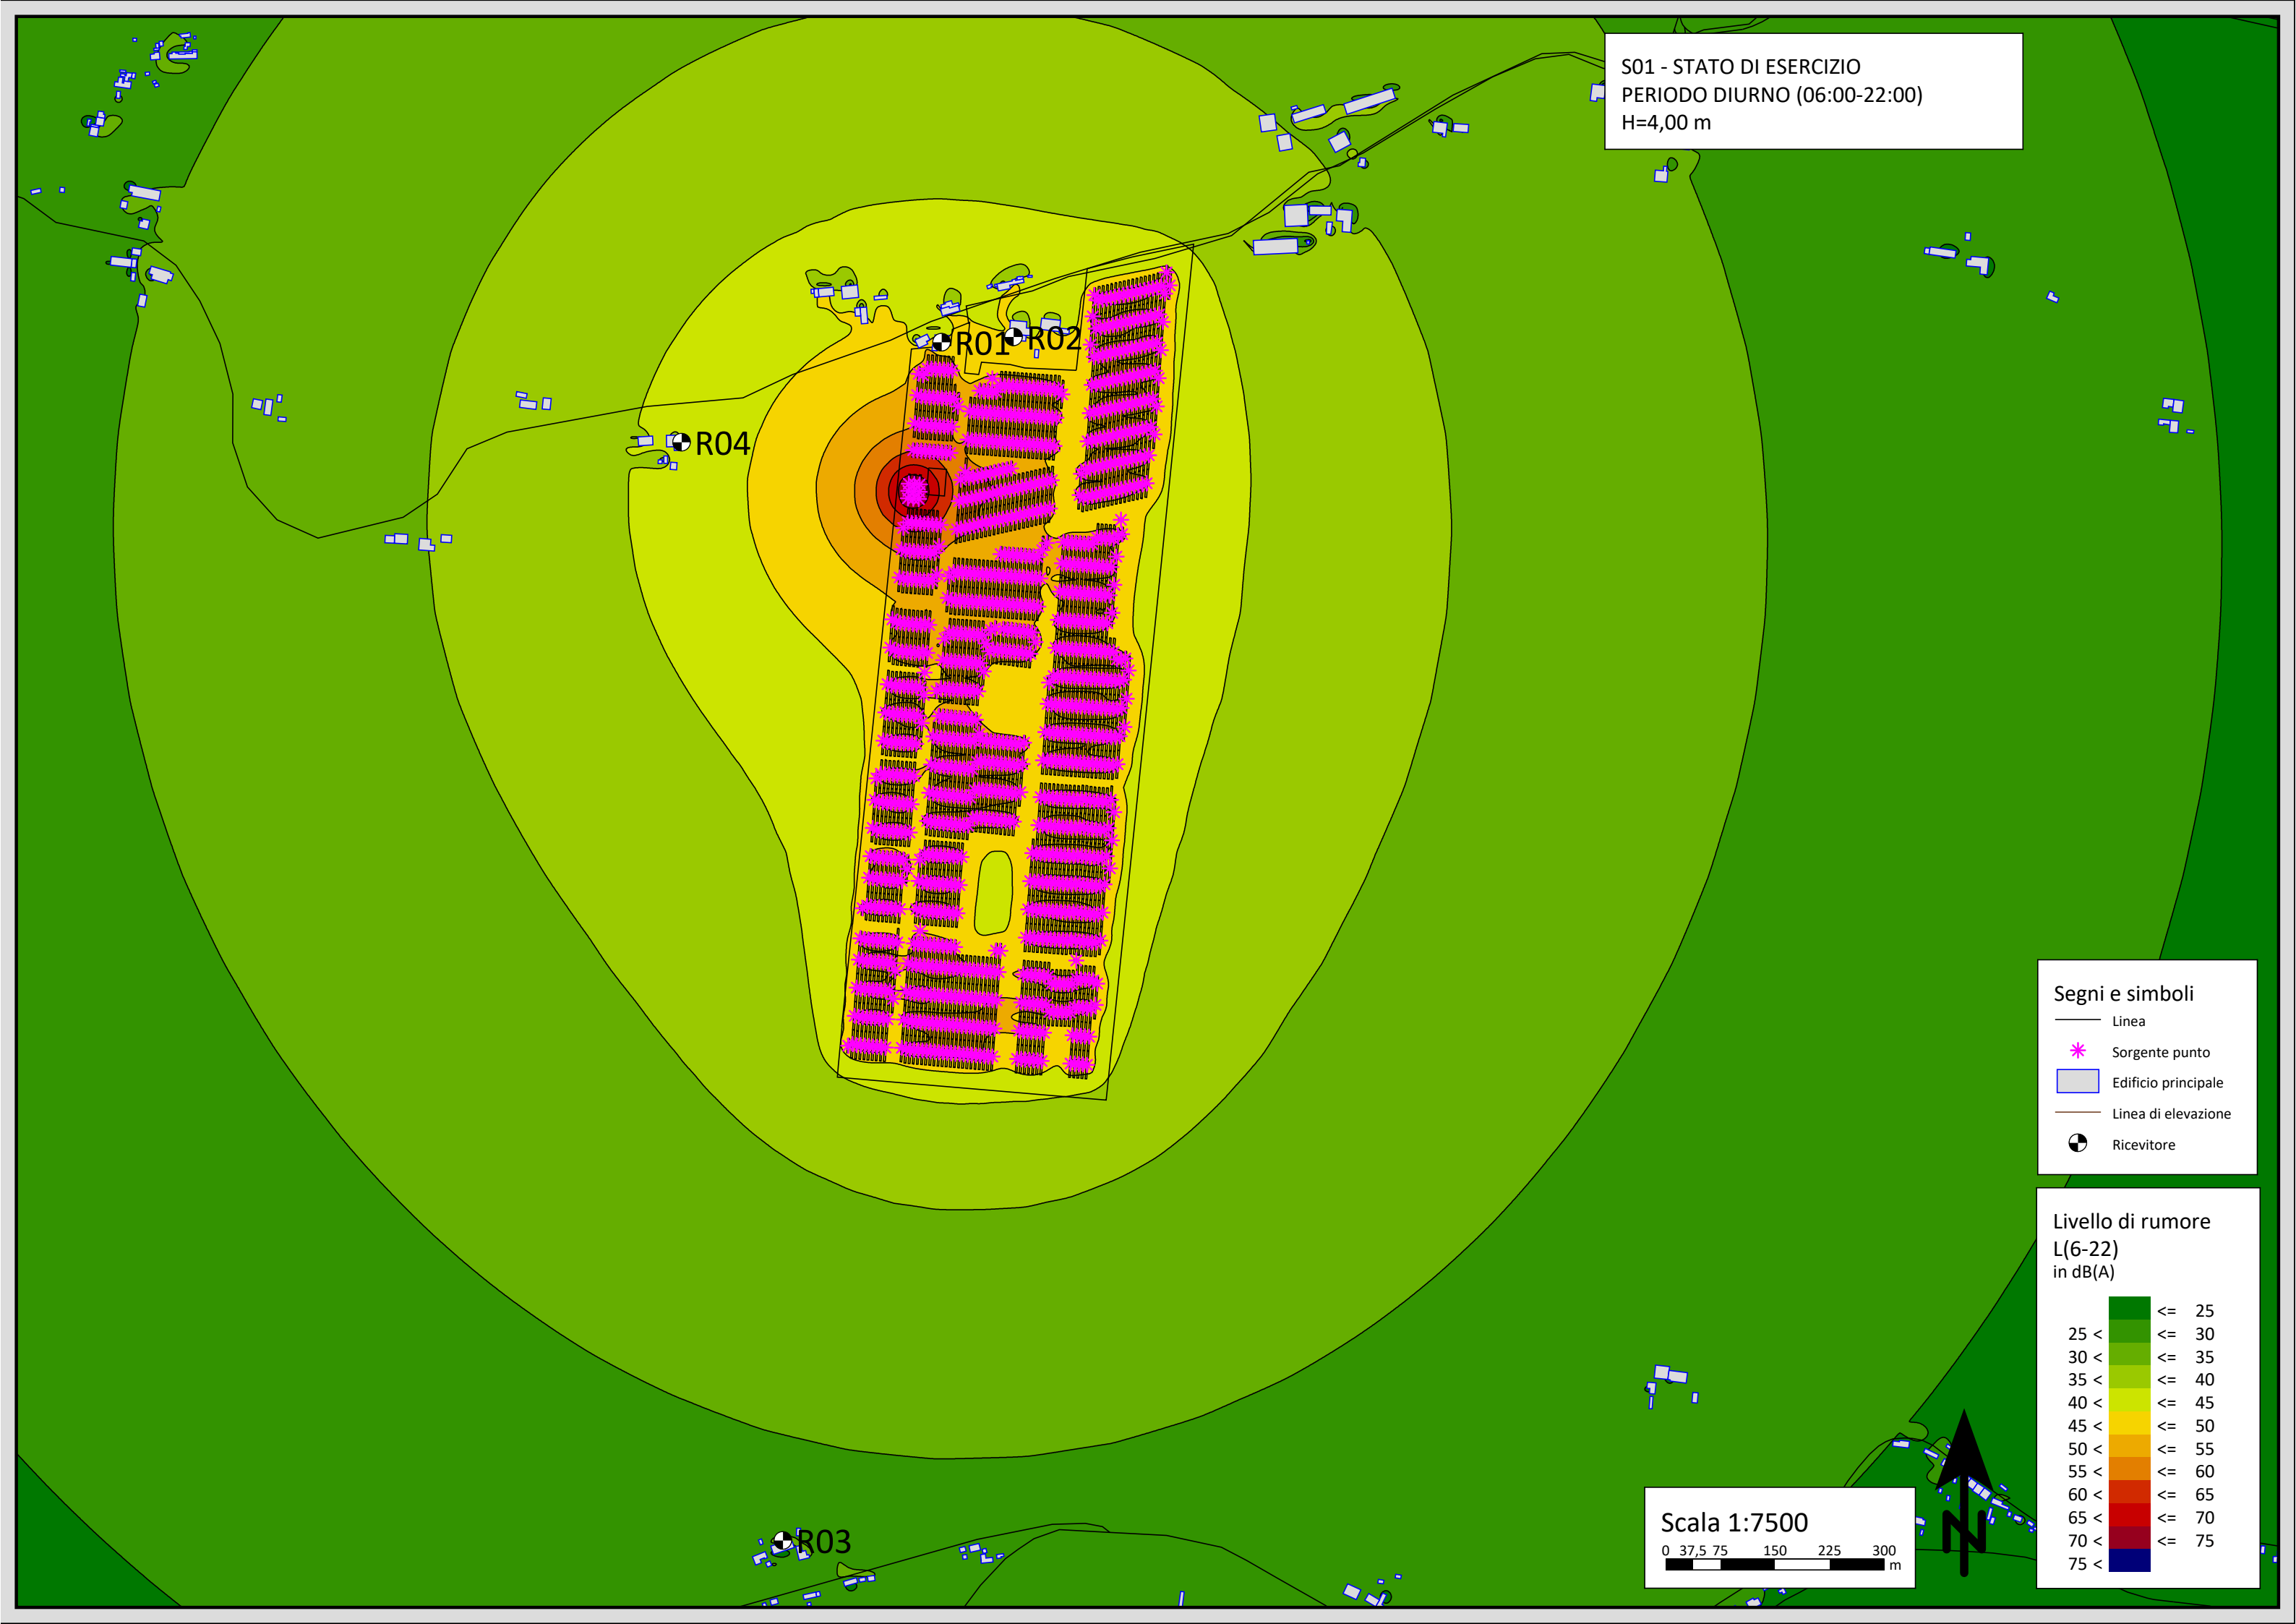 S01 - STATO DI ESERCIZIO
PERIODO DIURNO (06:00-22:00)
H=4,00 m
R01
R02
R04
R03
Segni e simboli
Linea
Sorgente punto
Edificio principale
Linea di elevazione
Ricevitore
Livello di rumore
L(6-22)
in dB(A)
<= 25
25 < <= 30
30 < <= 35
35 < <= 40
40 < <= 45
45 < <= 50
50 < <= 55
55 < <= 60
60 < <= 65
65 < <= 70
70 < <= 75
75 <
Scala 1:7500
0 37,5 75 150 225 300
m
N